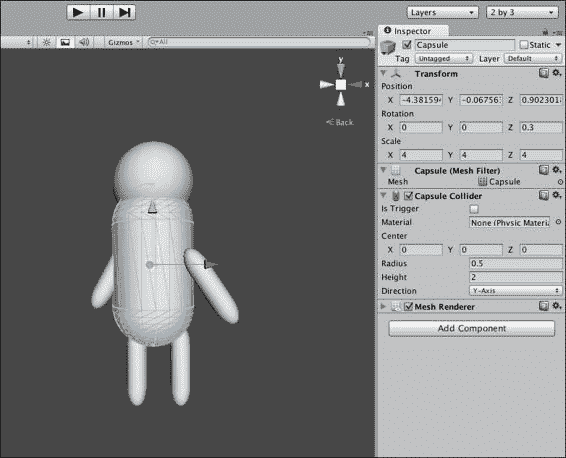 Layers
2 by 3
Gizmos
All
y
x
Back
Inspector
Capsule
Static
Tag Untagged Layer Default
Transform
Position
X -4.38159 Y -0.06756 Z 0.902301
Rotation
X 0 Y 0 Z 0.3
Scale
X 4 Y 4 Z 4
Capsule (Mesh Filter)
Mesh Capsule
Capsule Collider
Is Trigger
Material None (Physic Materia
Center
X 0 Y 0 Z 0
Radius 0.5
Height 2
Direction Y-Axis
Mesh Renderer
Add Component